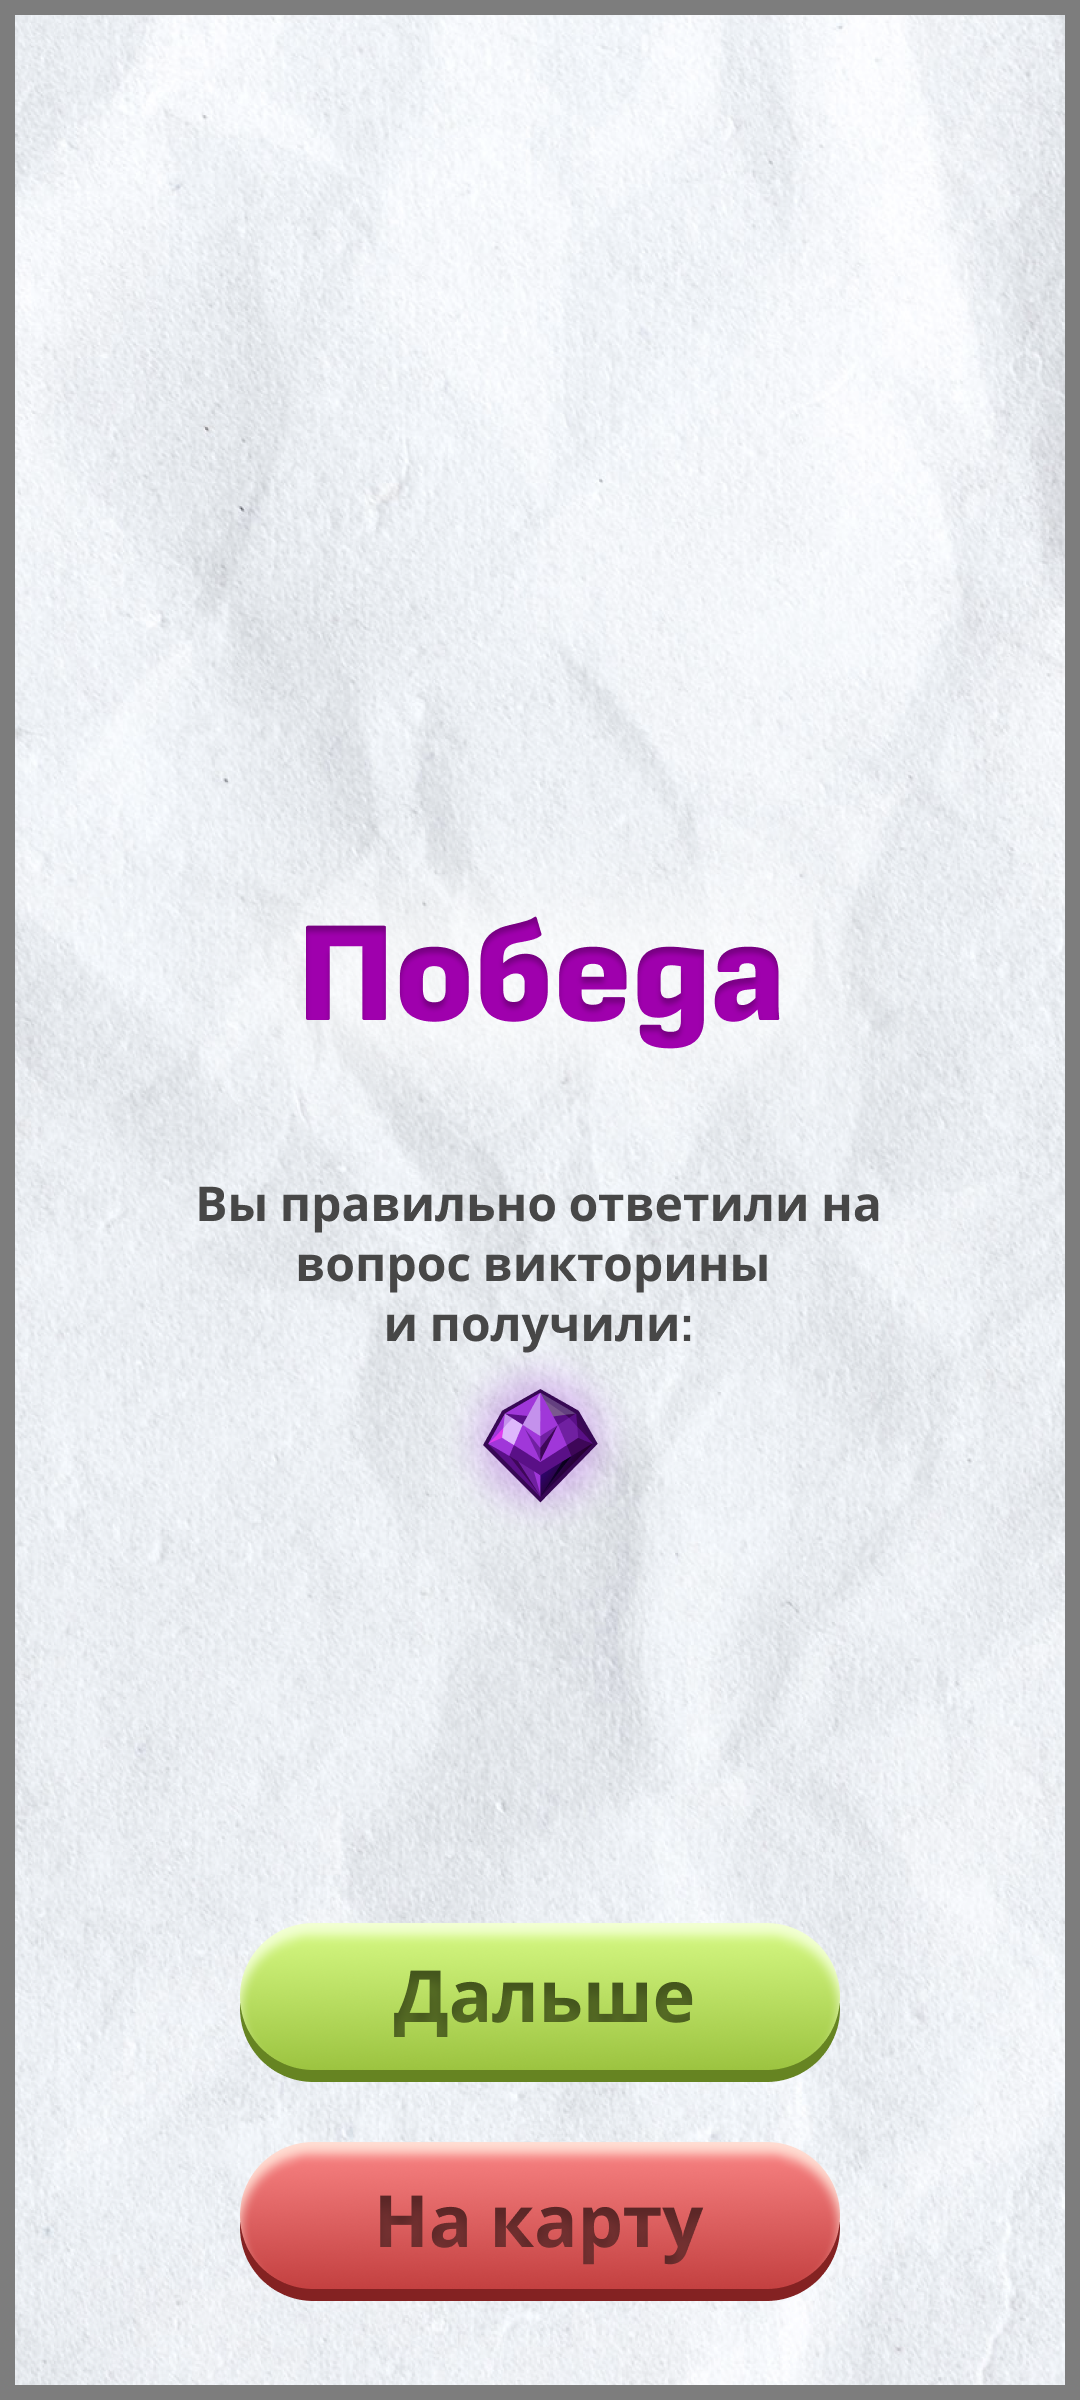 Победа
Вы правильно ответили на
вопрос викторины
и получили:
Дальше
На карту